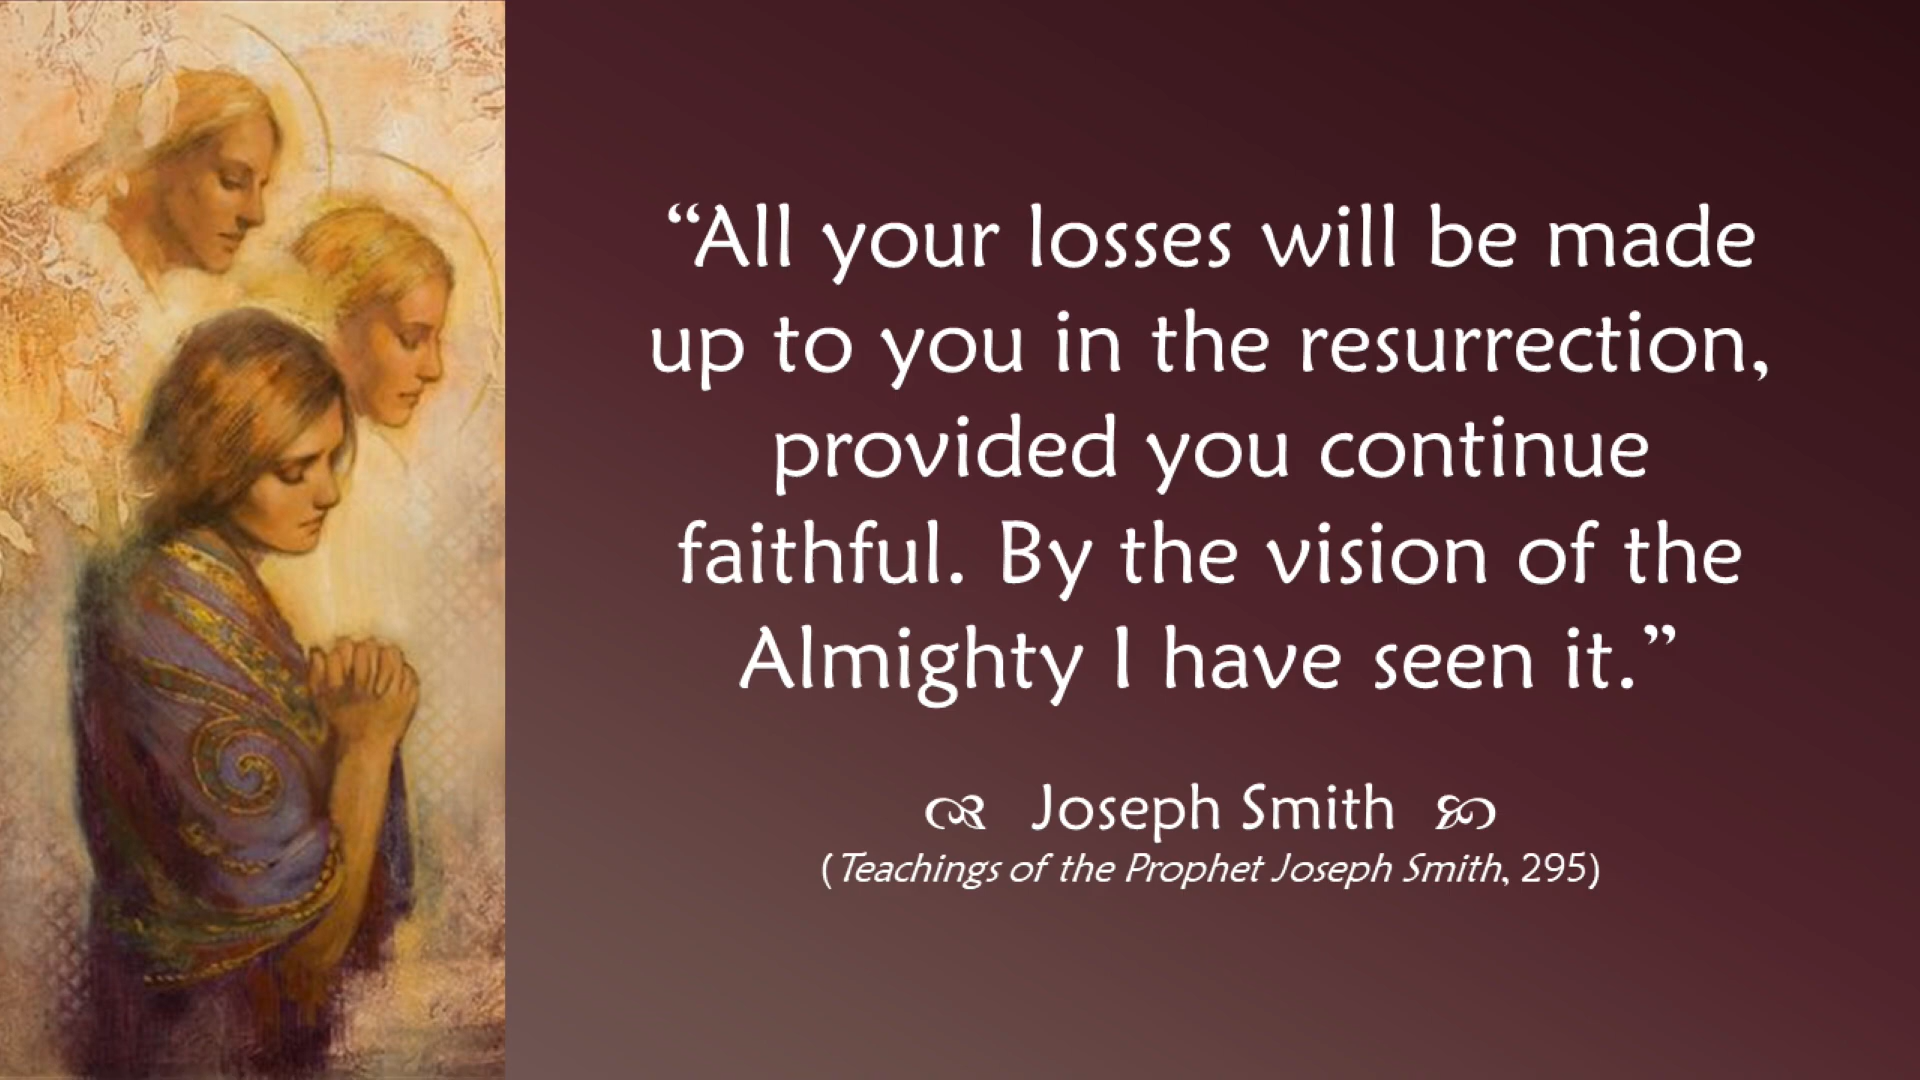 “All your losses will be made
up to you in the resurrection,
provided you continue
faithful. By the vision of the
Almighty I have seen it.”
Joseph Smith
(Teachings of the Prophet Joseph Smith, 295)